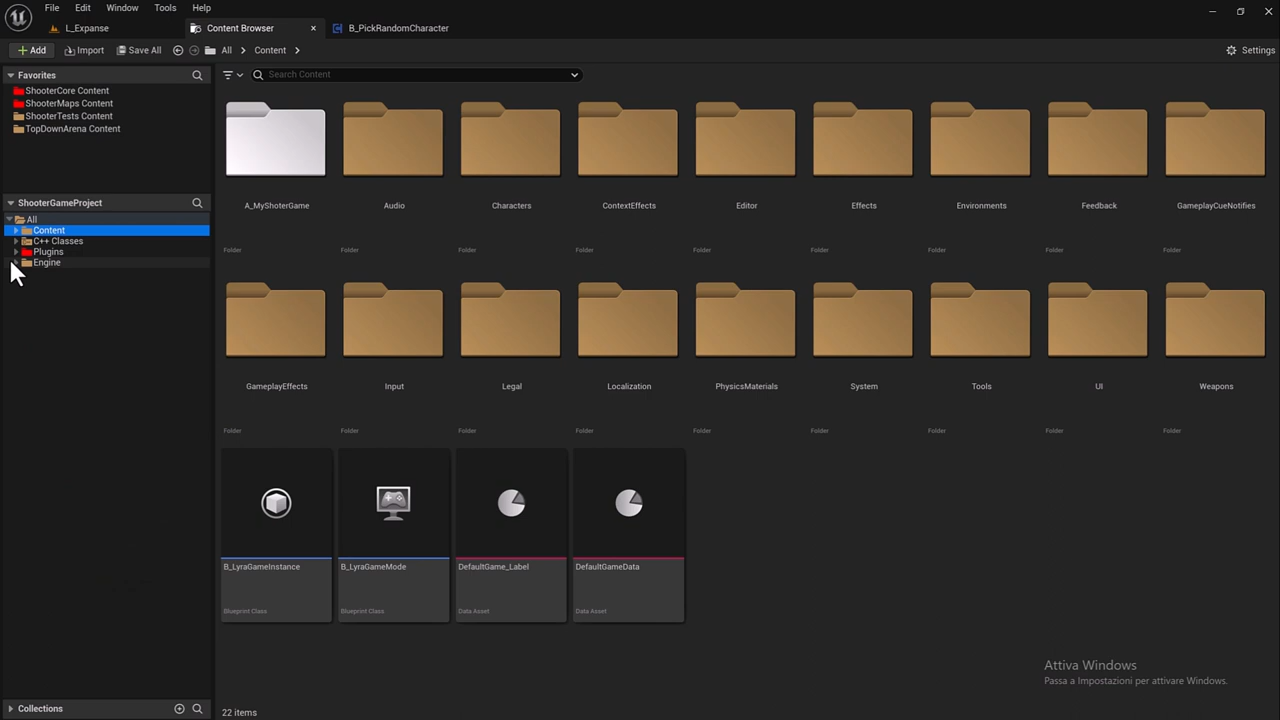 File Edit Window Tools Help
L_Expanse Content Browser B_PickRandomCharacter
+ Add Import Save All All Content Settings
Favorites Search Content
ShooterCore Content
ShooterMaps Content
ShooterTests Content
TopDownArena Content
ShooterGameProject
All
Content
C++ Classes
Plugins
Engine
A_MyShoterGame Audio Characters ContextEffects Editor Effects Environments Feedback GameplayCueNotifies
Folder Folder Folder Folder Folder Folder Folder Folder Folder
GameplayEffects Input Legal Localization PhysicsMaterials System Tools UI Weapons
Folder Folder Folder Folder Folder Folder Folder Folder Folder
B_LyraGameInstance B_LyraGameMode DefaultGame_Label DefaultGameData
Blueprint Class Blueprint Class Data Asset Data Asset
Attiva Windows
Passa a Impostazioni per attivare Windows.
Collections 22 items